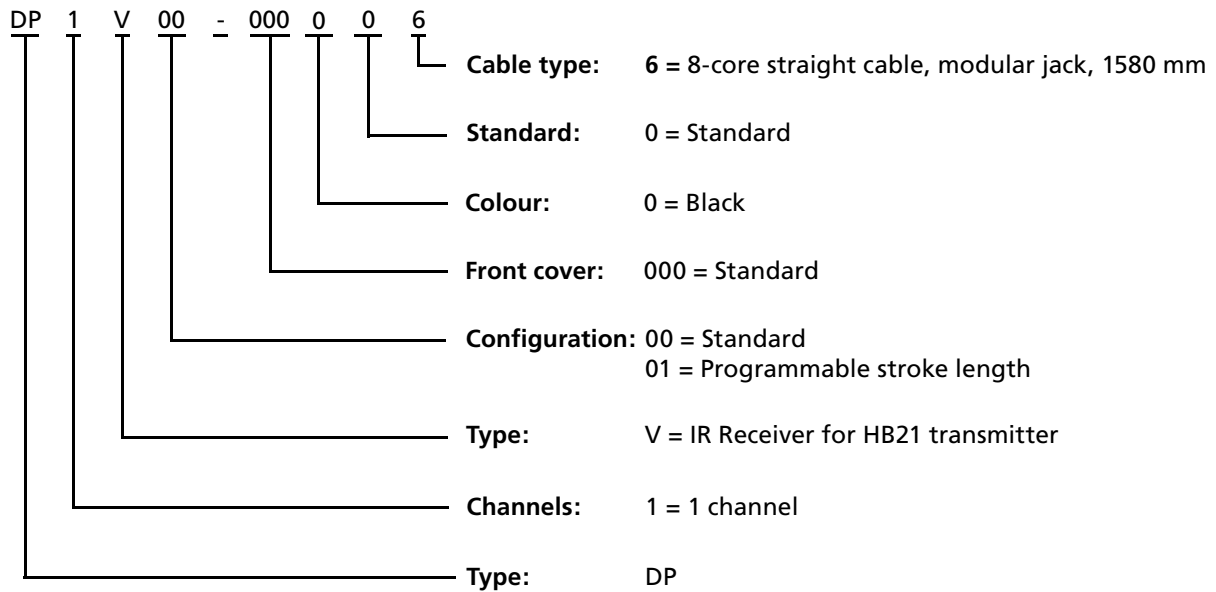 DP 1 V 00 - 000 0 0 6
Cable type: 6 = 8-core straight cable, modular jack, 1580 mm
Standard: 0 = Standard
Colour: 0 = Black
Front cover: 000 = Standard
Configuration: 00 = Standard
01 = Programmable stroke length
Type: V = IR Receiver for HB21 transmitter
Channels: 1 = 1 channel
Type: DP